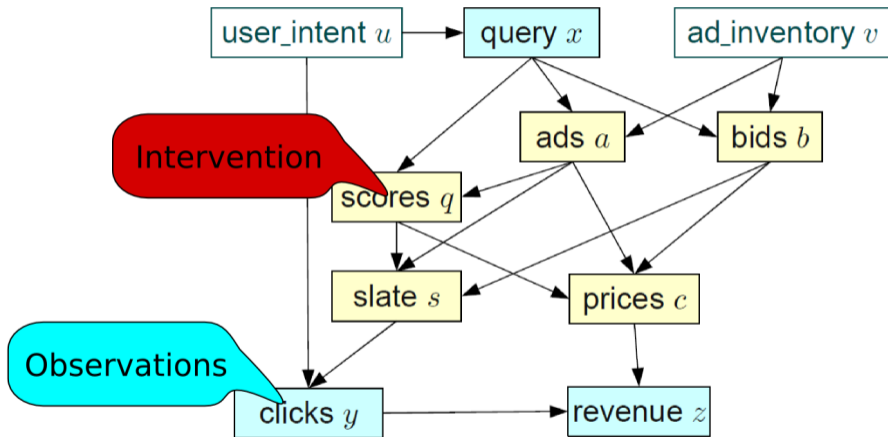 user_intent u
query x
ad_inventory v
ads a
bids b
Intervention
scores q
slate s
prices c
Observations
clicks y
revenue z